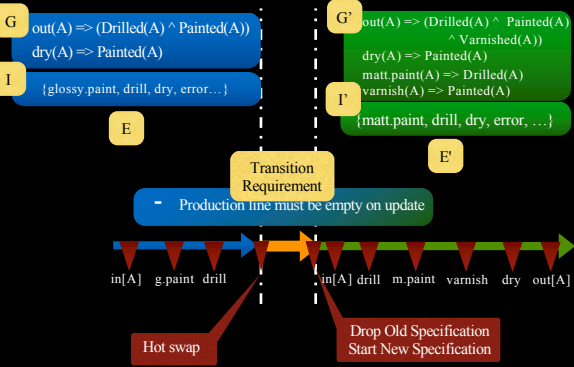 G
out(A) => (Drilled(A) ^ Painted(A))
dry(A) => Painted(A)
I
{glossy.paint, drill, dry, error…}
E
G’
out(A) => (Drilled(A) ^ Painted(A)
^ Varnished(A))
dry(A) => Painted(A)
matt.paint(A) => Drilled(A)
varnish(A) => Painted(A)
I’
{matt.paint, drill, dry, error, …}
E'
Transition
Requirement
- Production line must be empty on update
in[A] g.paint drill in[A] drill m.paint varnish dry out[A]
Hot swap
Drop Old Specification
Start New Specification